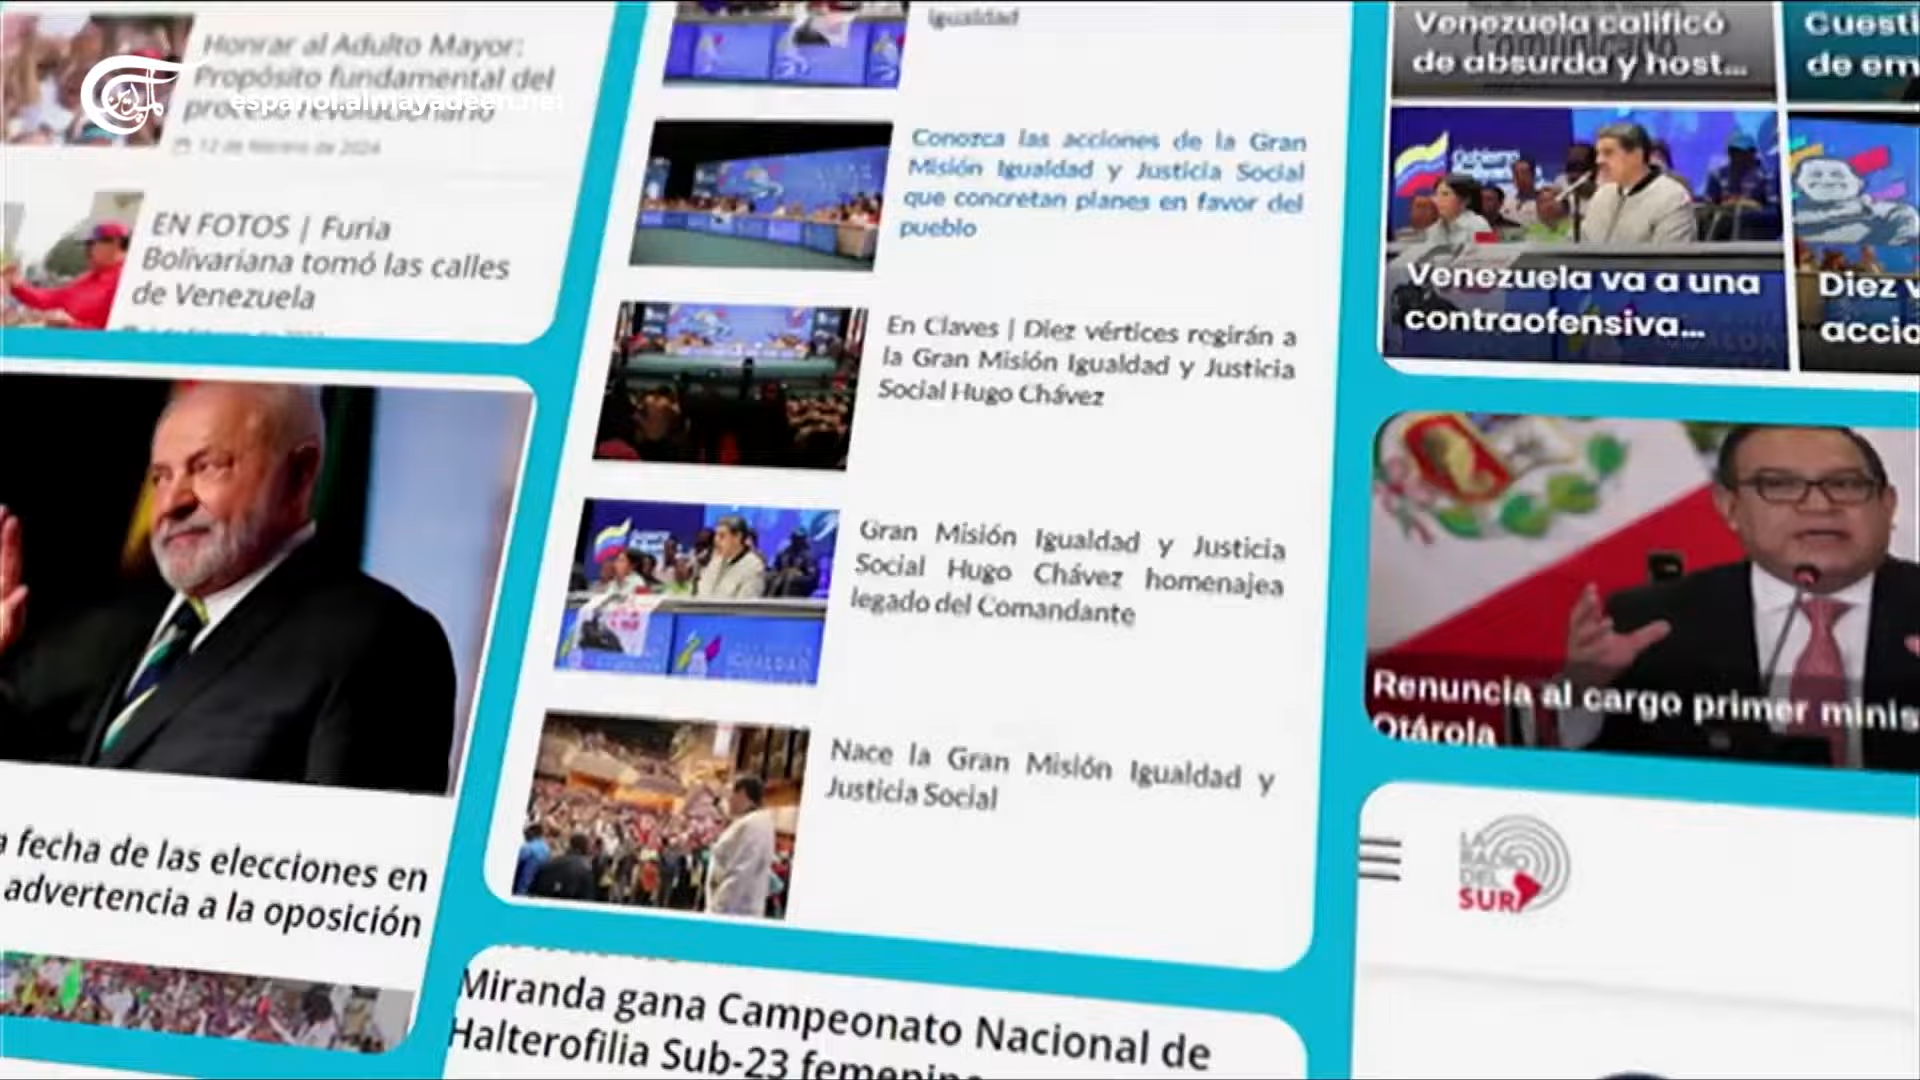 Honrar al Adulto Mayor:
Propósito fundamental del
proceso revolucionario
español.almayadeen.net
12 de febrero de 2024
EN FOTOS | Furia
Bolivariana tomó las calles
de Venezuela
a fecha de las elecciones en
advertencia a la oposición
Igualdad
Conozca las acciones de la Gran
Misión Igualdad y Justicia Social
que concretan planes en favor del
pueblo
En Claves | Diez vértices regirán a
la Gran Misión Igualdad y Justicia
Social Hugo Chávez
Gran Misión Igualdad y Justicia
Social Hugo Chávez homenajea
legado del Comandante
Nace la Gran Misión Igualdad y
Justicia Social
Miranda gana Campeonato Nacional de
Halterofilia Sub-23 femenino
Venezuela calificó
de absurda y host...
Comunicado
Cuesti
de em
Venezuela va a una
contraofensiva...
Diez v
accio
Renuncia al cargo primer minis
Otárola
LA
RADIO
DEL
SUR